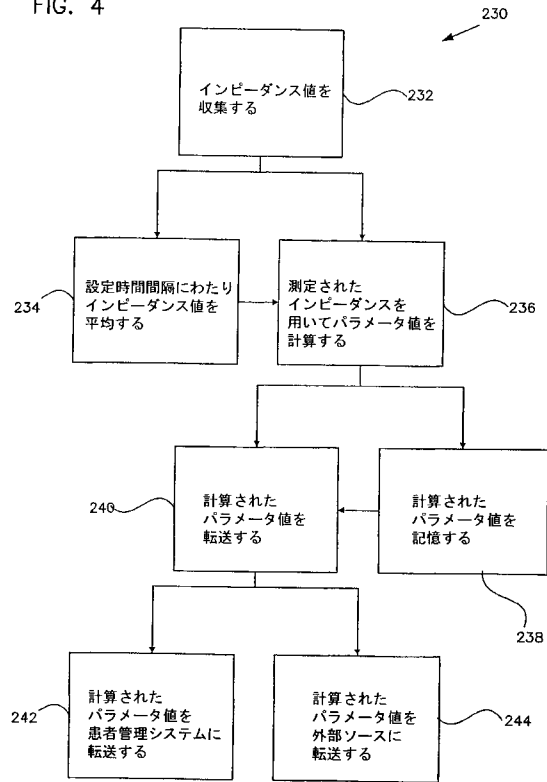 FIG. 4
230
インピーダンス値を
収集する
232
設定時間間隔にわたり
インピーダンス値を
平均する
234
測定された
インピーダンスを
用いてパラメータ値を
計算する
236
計算された
パラメータ値を
転送する
240
計算された
パラメータ値を
記憶する
238
計算された
パラメータ値を
患者管理システムに
転送する
242
計算された
パラメータ値を
外部ソースに
転送する
244